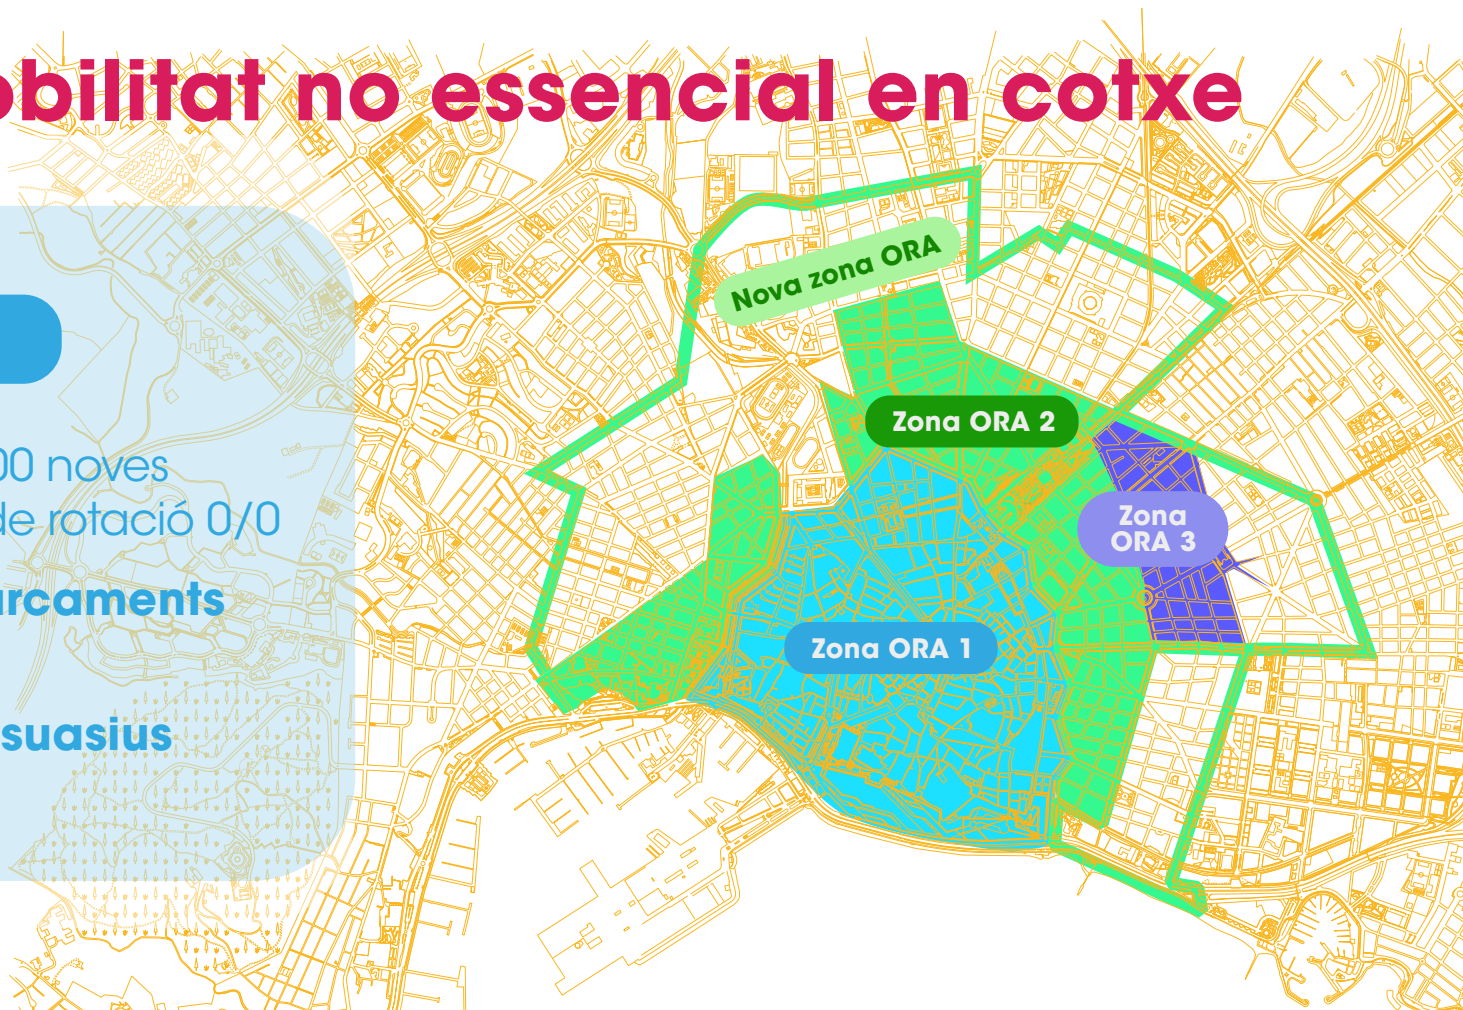 obilitat no essencial en cotxe
00 noves
de rotació 0/0
arcaments
suasius
Nova zona ORA
Zona ORA 2
Zona
ORA 3
Zona ORA 1